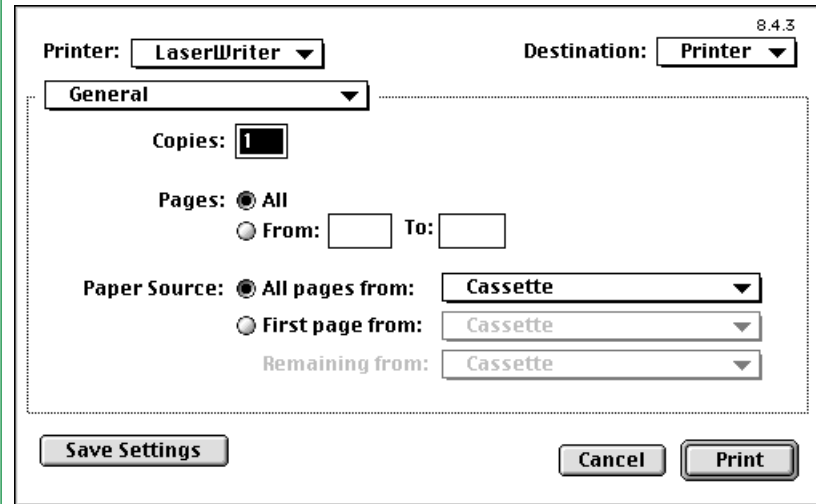 8.4.3
Printer: LaserWriter Destination: Printer
General
Copies: 1
Pages: All
From: To:
Paper Source: All pages from: Cassette
First page from: Cassette
Remaining from: Cassette
Save Settings Cancel Print